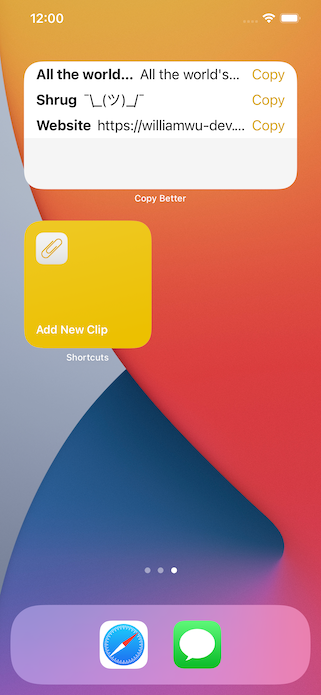 12:00
All the world... All the world's... Copy
Shrug ¯\_(ツ)_/¯ Copy
Website https://williamwu-dev.... Copy
Copy Better
Add New Clip
Shortcuts